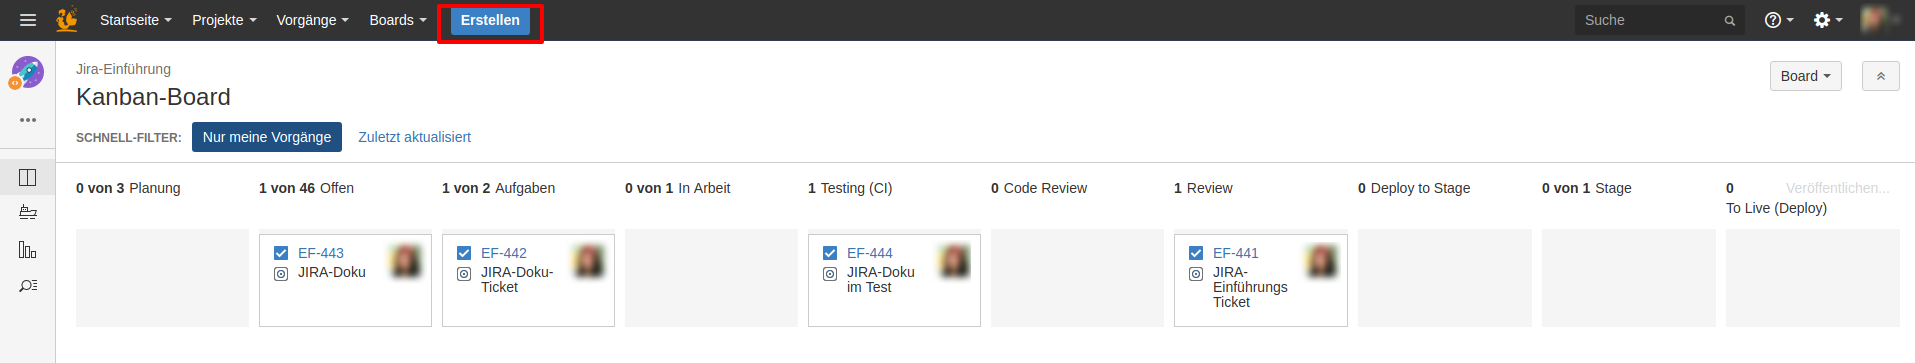 Startseite Projekte Vorgänge Boards Erstellen Suche
Jira-Einführung
Kanban-Board
Board
SCHNELL-FILTER: Nur meine Vorgänge Zuletzt aktualisiert
0 von 3 Planung 1 von 46 Offen 1 von 2 Aufgaben 0 von 1 In Arbeit 1 Testing (CI) 0 Code Review 1 Review 0 Deploy to Stage 0 von 1 Stage 0 Veröffentlichen...
To Live (Deploy)
EF-443
JIRA-Doku
EF-442
JIRA-Doku-
Ticket
EF-444
JIRA-Doku
im Test
EF-441
JIRA-
Einführungs
Ticket